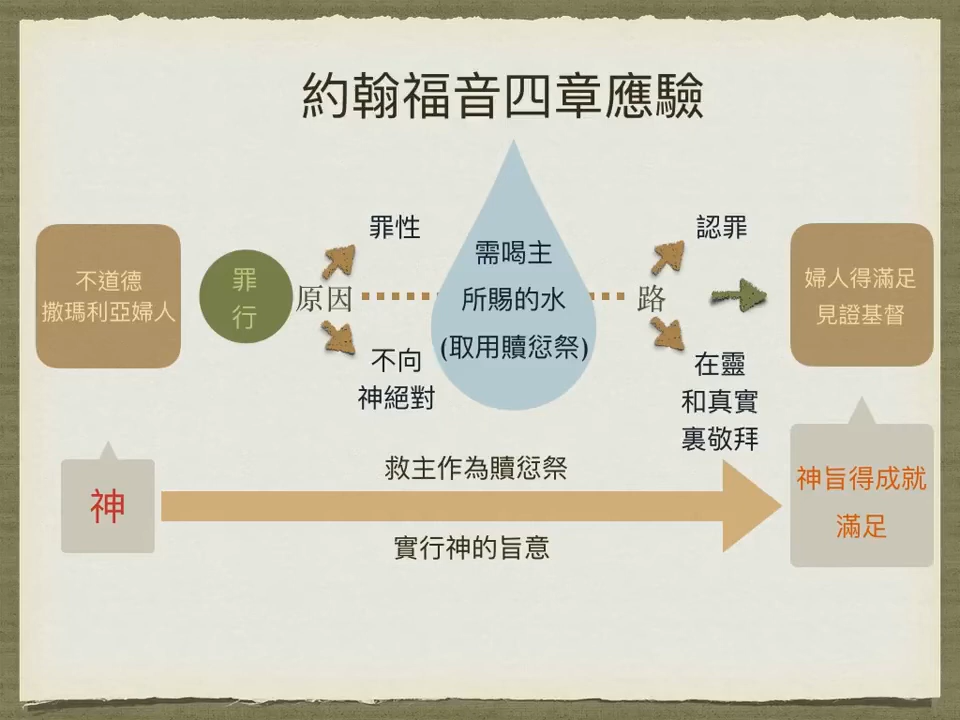 約翰福音四章應驗
不道德
撒瑪利亞婦人
罪
行
原因
罪性
不向
神絕對
需喝主
所賜的水
(取用贖愆祭)
路
認罪
在靈
和真實
裏敬拜
婦人得滿足
見證基督
神
救主作為贖愆祭
實行神的旨意
神旨得成就
滿足